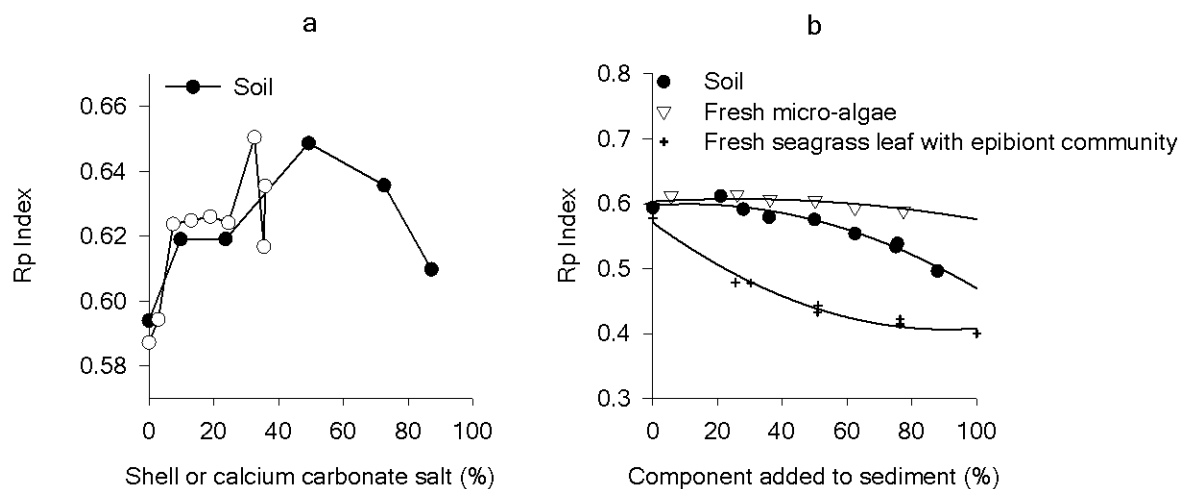 a
Rp Index
0.66
0.64
0.62
0.60
0.58
Soil
0 20 40 60 80 100
Shell or calcium carbonate salt (%)
b
Rp Index
0.8
0.7
0.6
0.5
0.4
0.3
Soil
Fresh micro-algae
Fresh seagrass leaf with epibiont community
0 20 40 60 80 100
Component added to sediment (%)